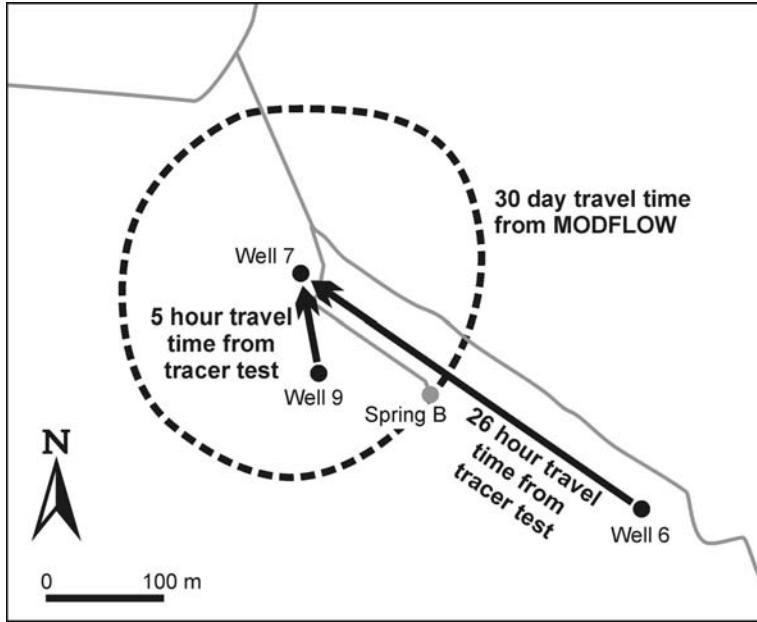 30 day travel time
from MODFLOW
Well 7
5 hour travel
time from
tracer test
Well 9
Spring B
26 hour travel
time from
tracer test
Well 6
N
0 100 m